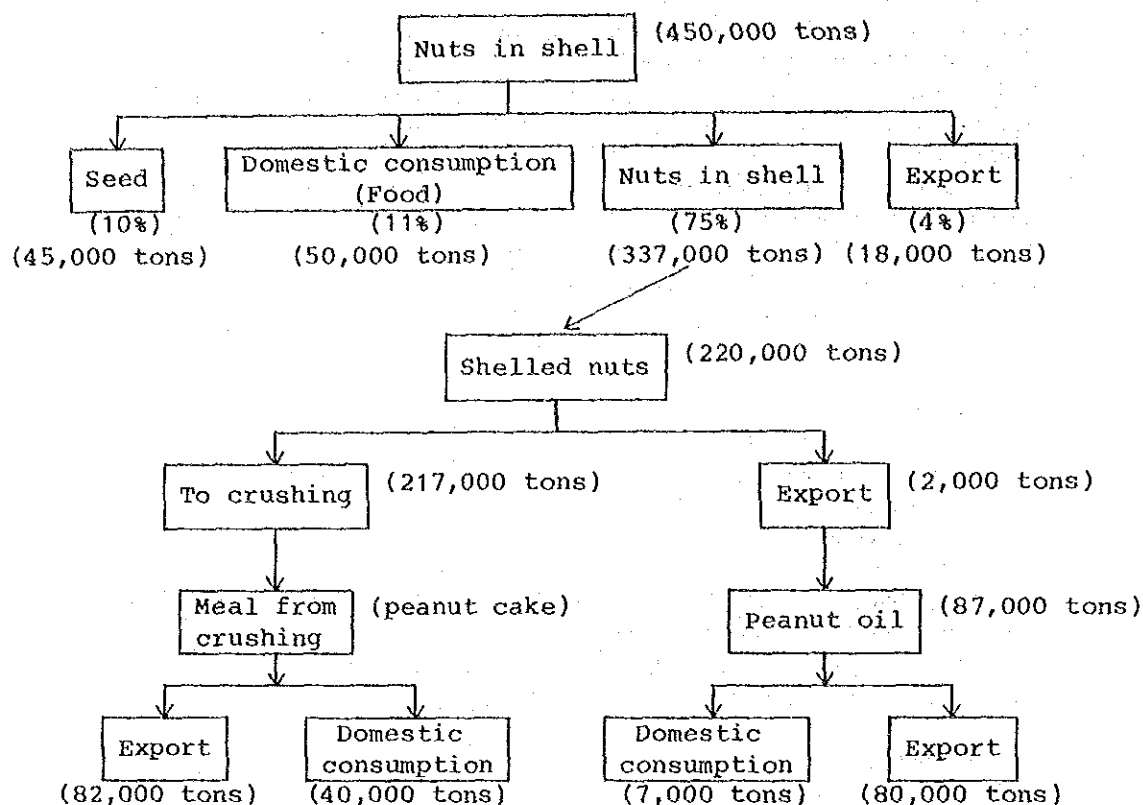 Nuts in shell (450,000 tons)
Seed Domestic consumption Nuts in shell Export
(Food)
(10%) (11%) (75%) (4%)
(45,000 tons) (50,000 tons) (337,000 tons) (18,000 tons)
Shelled nuts (220,000 tons)
To crushing (217,000 tons) Export (2,000 tons)
Meal from (peanut cake) Peanut oil (87,000 tons)
crushing
Export Domestic Domestic Export
consumption consumption
(82,000 tons) (40,000 tons) (7,000 tons) (80,000 tons)